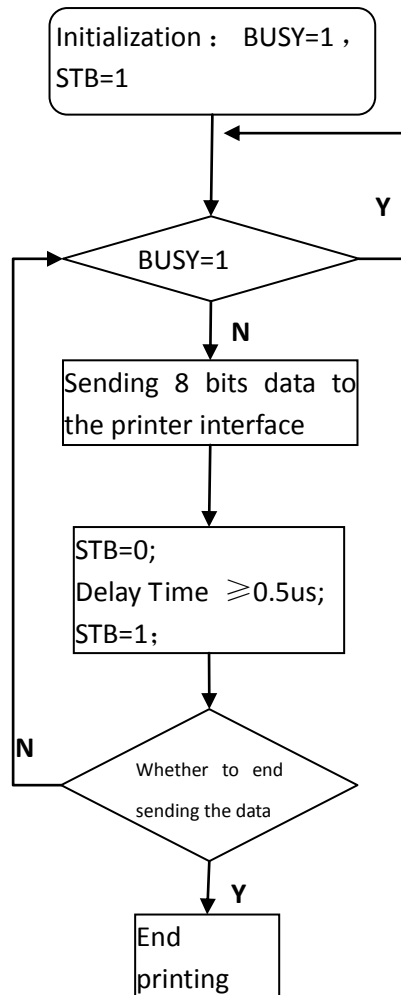 Initialization： BUSY=1，
STB=1
Y
BUSY=1
N
Sending 8 bits data to
the printer interface
STB=0;
Delay Time ≥0.5us;
STB=1；
N
Whether to end
sending the data
Y
End
printing